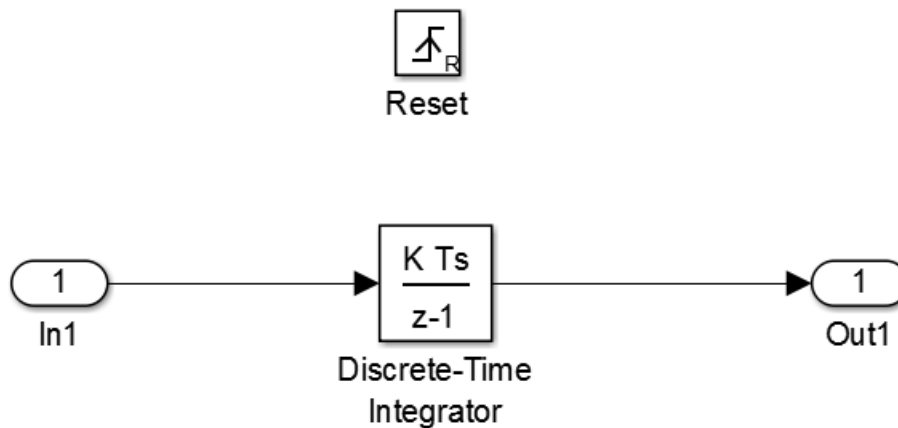 R
Reset
1
In1
K Ts
z-1
Discrete-Time
Integrator
1
Out1